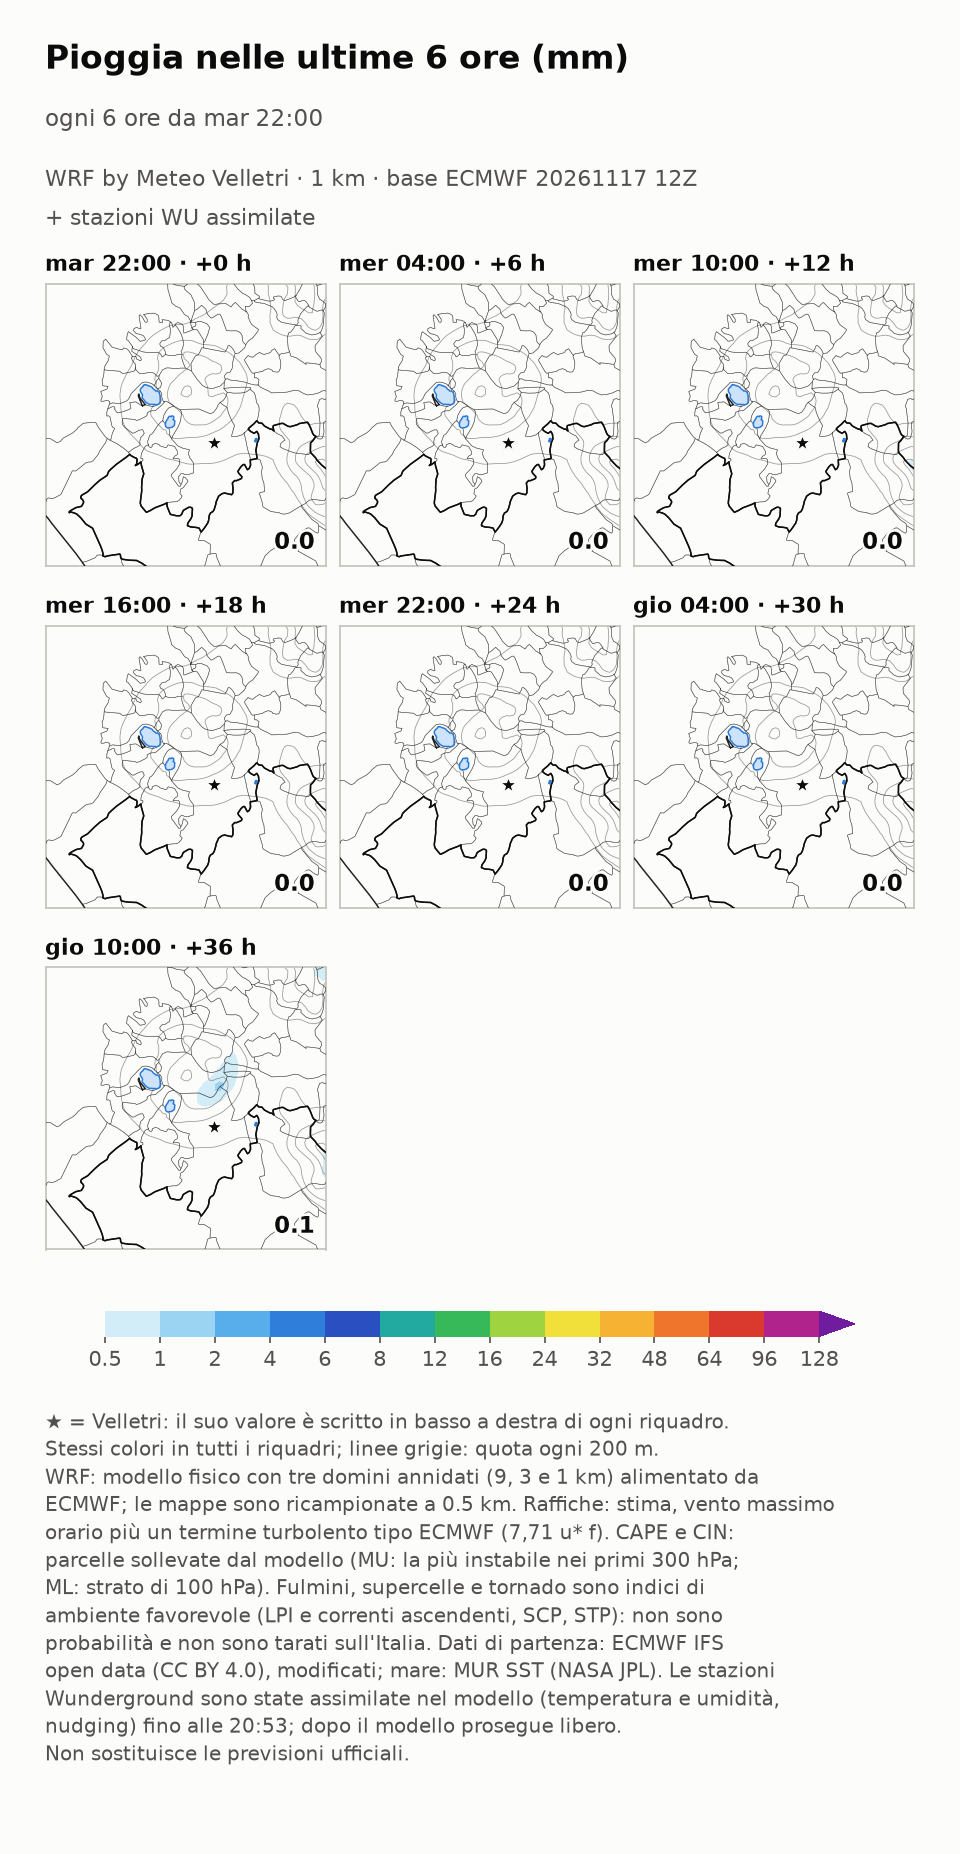 Pioggia nelle ultime 6 ore (mm)
ogni 6 ore da mar 22:00
WRF by Meteo Velletri · 1 km · base ECMWF 20261117 12Z
+ stazioni WU assimilate
mar 22:00 · +0 h
mer 04:00 · +6 h
mer 10:00 · +12 h
0.0
0.0
0.0
mer 16:00 · +18 h
mer 22:00 · +24 h
gio 04:00 · +30 h
0.0
0.0
0.0
gio 10:00 · +36 h
0.1
0.5 1 2 4 6 8 12 16 24 32 48 64 96 128
★ = Velletri: il suo valore è scritto in basso a destra di ogni riquadro.
Stessi colori in tutti i riquadri; linee grigie: quota ogni 200 m.
WRF: modello fisico con tre domini annidati (9, 3 e 1 km) alimentato da
ECMWF; le mappe sono ricampionate a 0.5 km. Raffiche: stima, vento massimo
orario più un termine turbolento tipo ECMWF (7,71 u* f). CAPE e CIN:
parcelle sollevate dal modello (MU: la più instabile nei primi 300 hPa;
ML: strato di 100 hPa). Fulmini, supercelle e tornado sono indici di
ambiente favorevole (LPI e correnti ascendenti, SCP, STP): non sono
probabilità e non sono tarati sull'Italia. Dati di partenza: ECMWF IFS
open data (CC BY 4.0), modificati; mare: MUR SST (NASA JPL). Le stazioni
Wunderground sono state assimilate nel modello (temperatura e umidità,
nudging) fino alle 20:53; dopo il modello prosegue libero.
Non sostituisce le previsioni ufficiali.